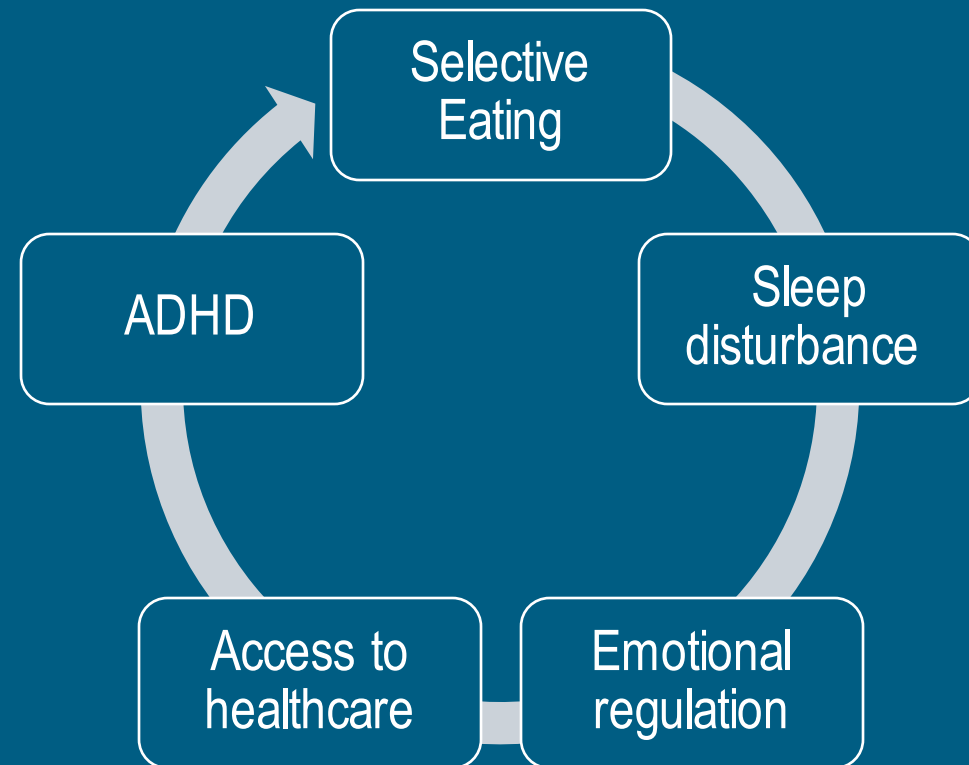 Selective
Eating
Sleep
disturbance
Emotional
regulation
Access to
healthcare
ADHD